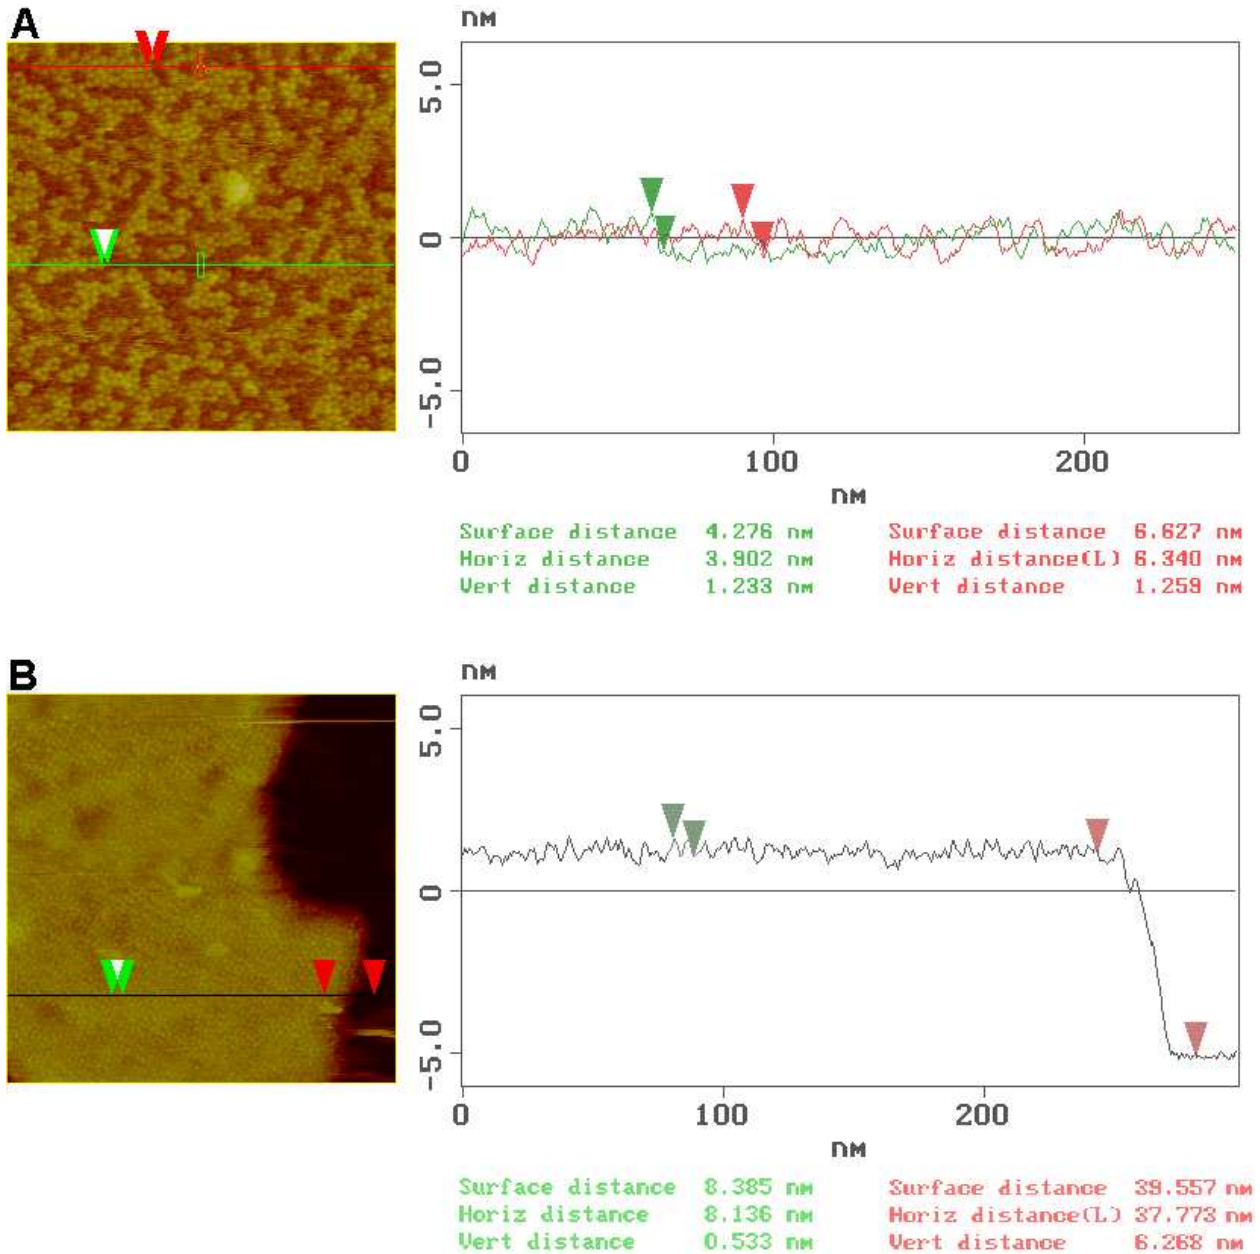 A
nm
5.0
0
-5.0
0 100 200
nm
Surface distance 4.276 nm Surface distance 6.627 nm
Horiz distance 3.902 nm Horiz distance(L) 6.340 nm
Vert distance 1.233 nm Vert distance 1.259 nm
B
nm
5.0
0
-5.0
0 100 200
nm
Surface distance 8.385 nm Surface distance 39.557 nm
Horiz distance 8.136 nm Horiz distance(L) 37.773 nm
Vert distance 0.533 nm Vert distance 6.268 nm